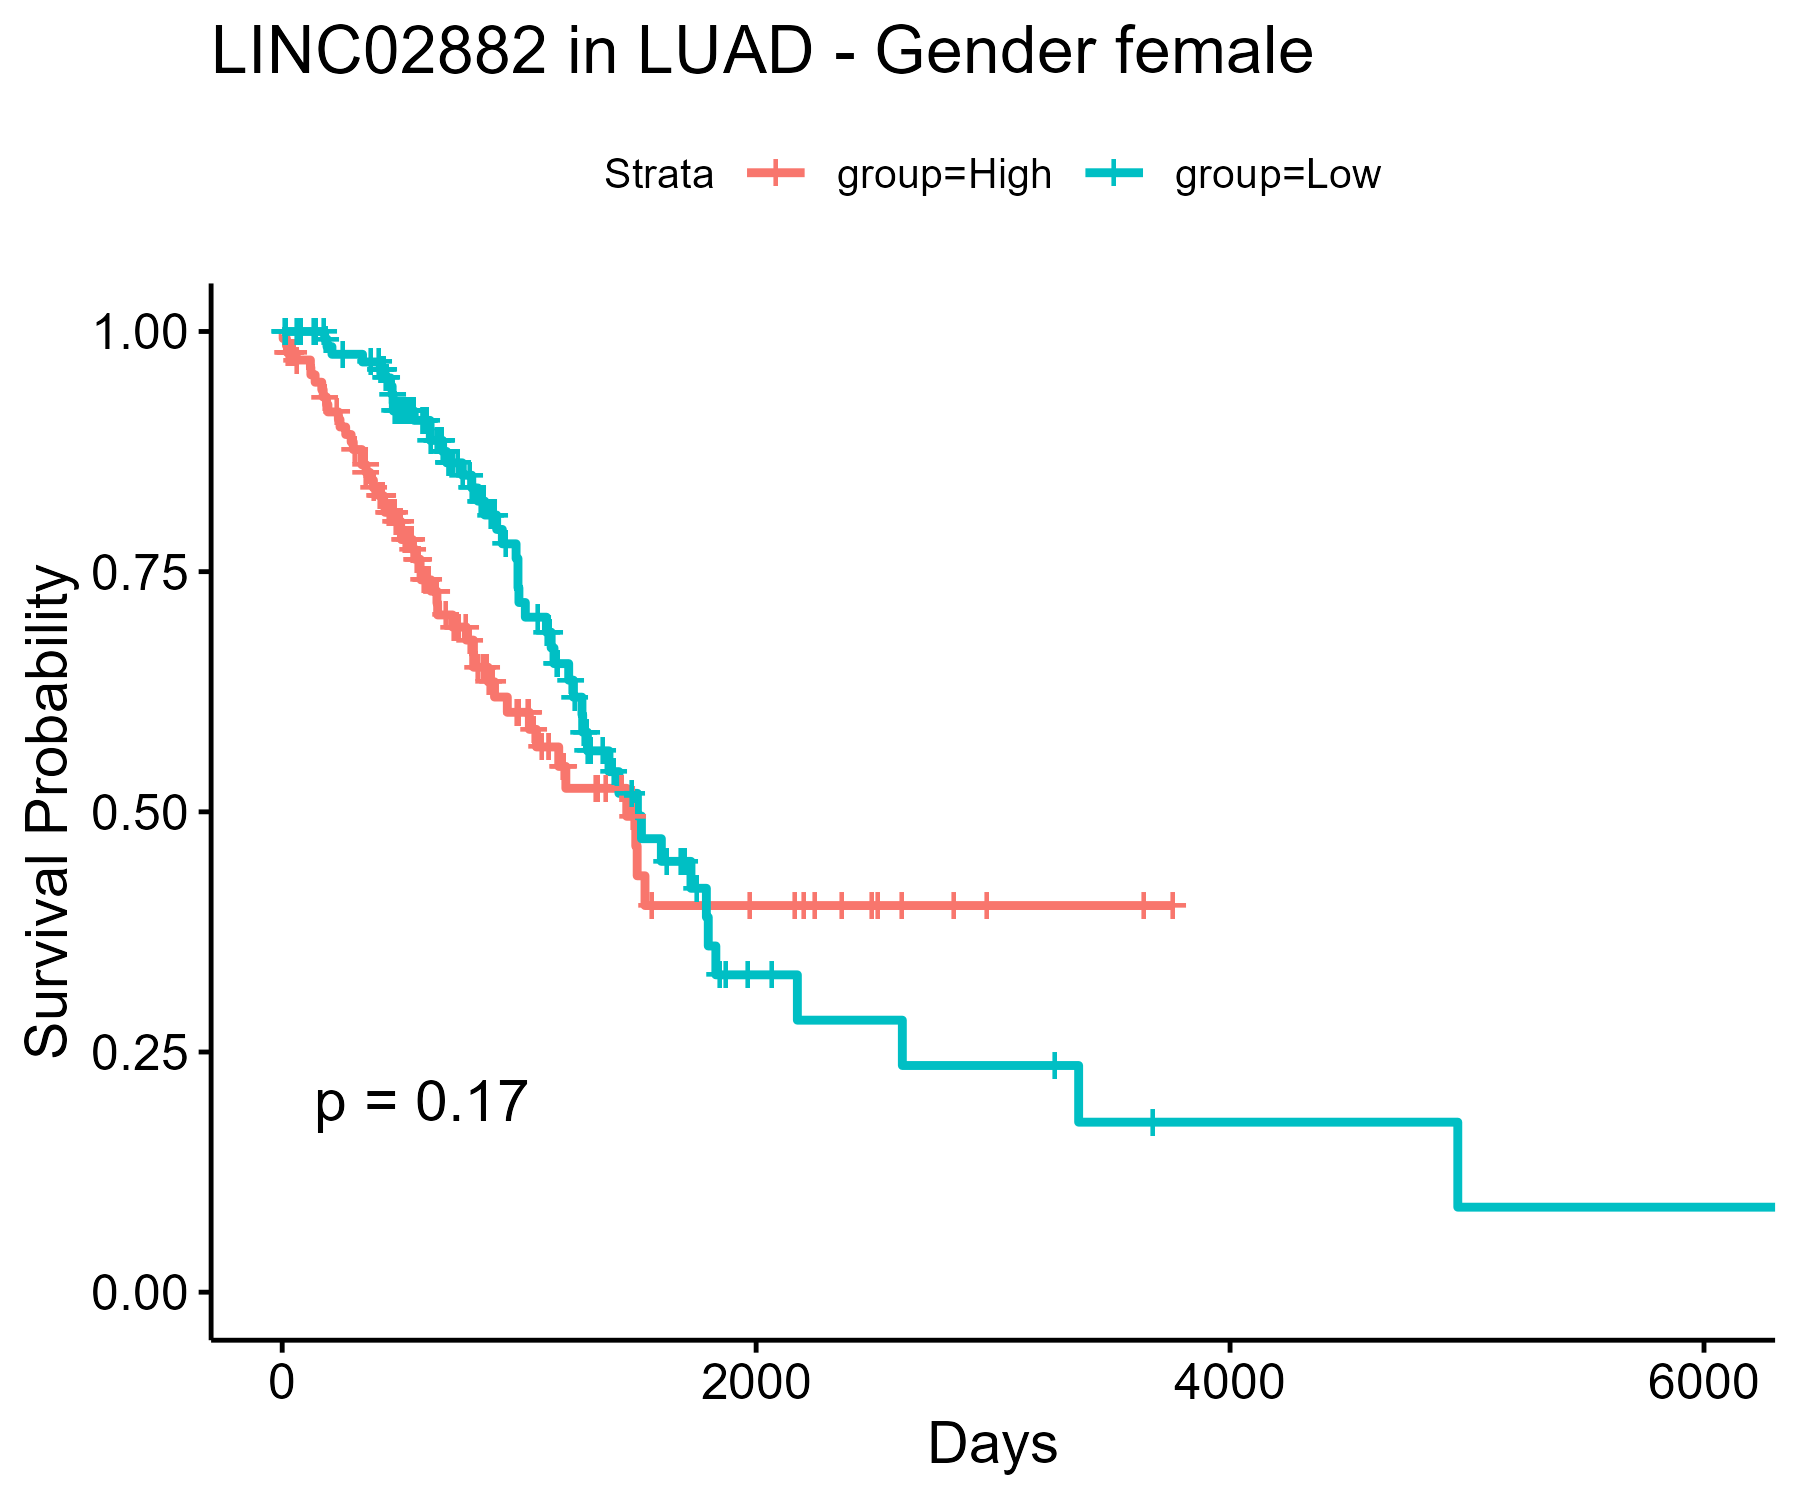 LINC02882 in LUAD - Gender female
Strata group=High group=Low
1.00
0.75
0.50
0.25
0.00
Survival Probability
p = 0.17
0 2000 4000 6000
Days